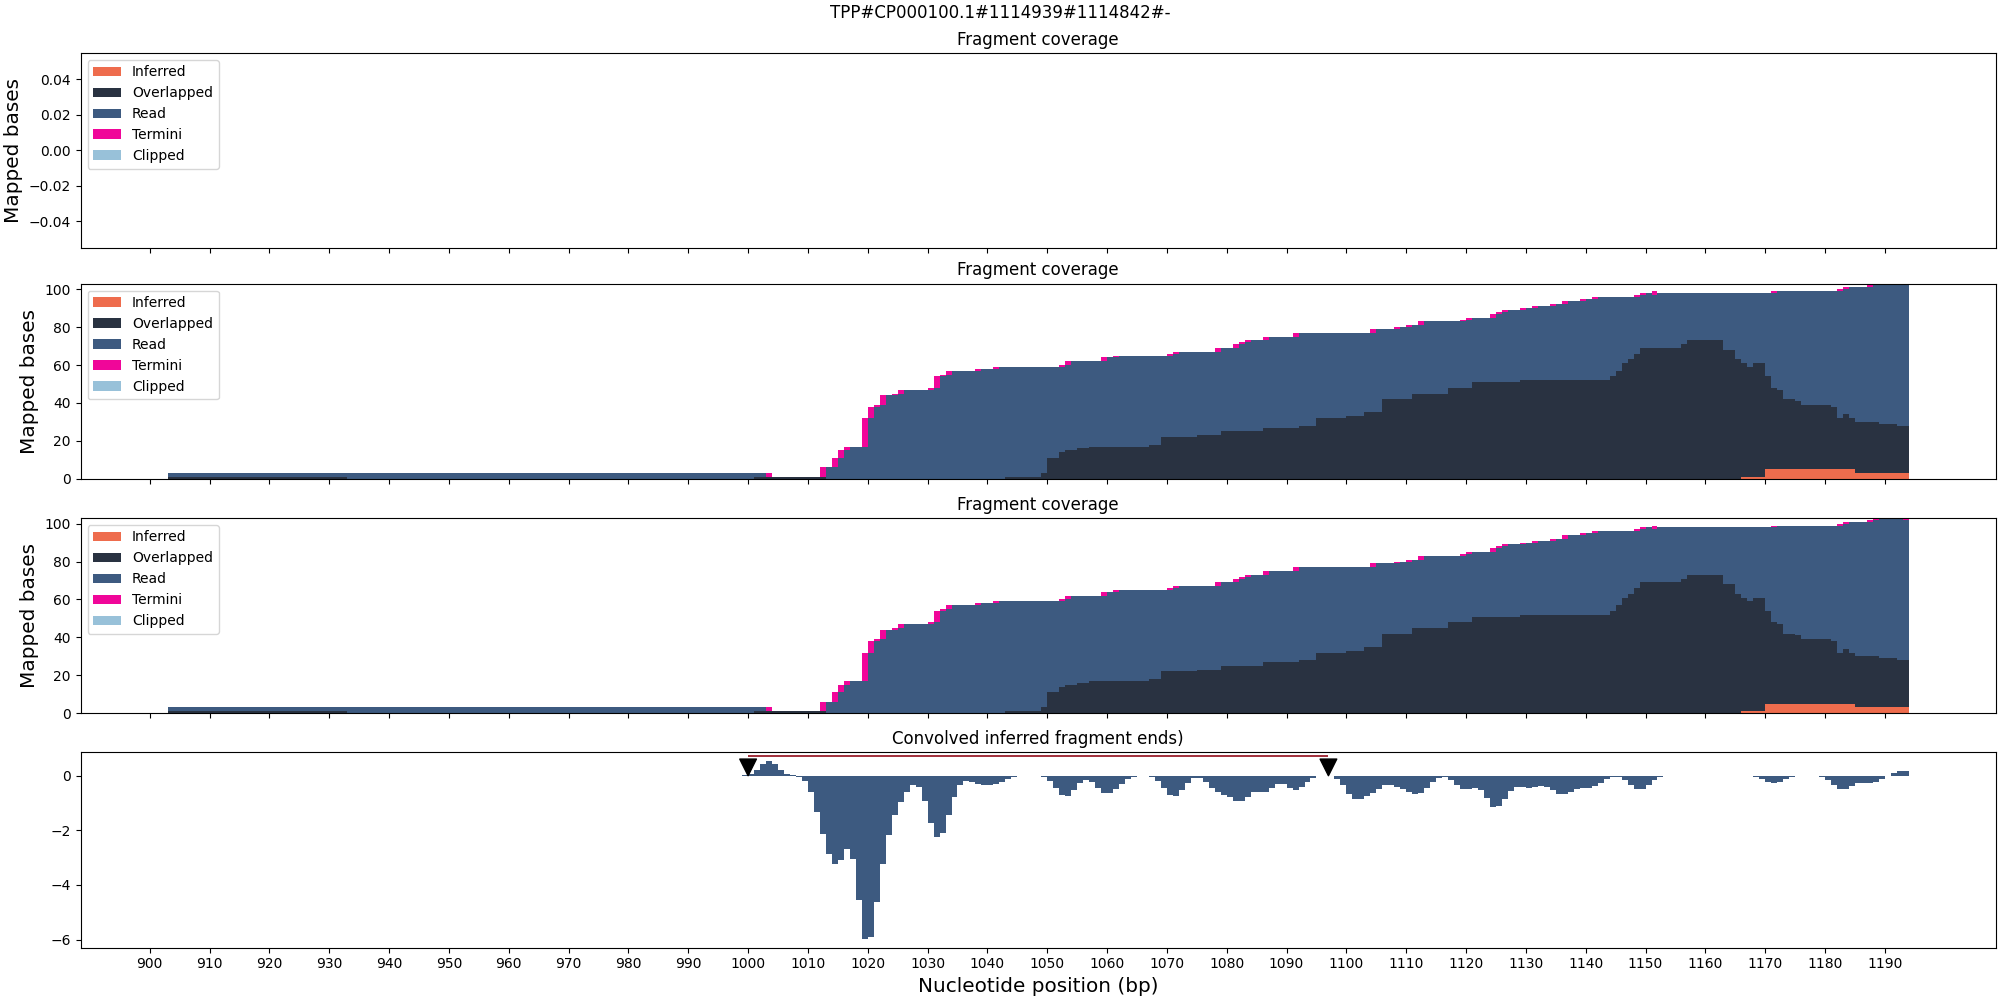 TPP#CP000100.1#1114939#1114842#-
Fragment coverage
Mapped bases
0.04
0.02
0.00
−0.02
−0.04
Inferred
Overlapped
Read
Termini
Clipped
Fragment coverage
Mapped bases
100
80
60
40
20
0
Inferred
Overlapped
Read
Termini
Clipped
Fragment coverage
Mapped bases
100
80
60
40
20
0
Inferred
Overlapped
Read
Termini
Clipped
Convolved inferred fragment ends)
0
−2
−4
−6
900 910 920 930 940 950 960 970 980 990 1000 1010 1020 1030 1040 1050 1060 1070 1080 1090 1100 1110 1120 1130 1140 1150 1160 1170 1180 1190
Nucleotide position (bp)